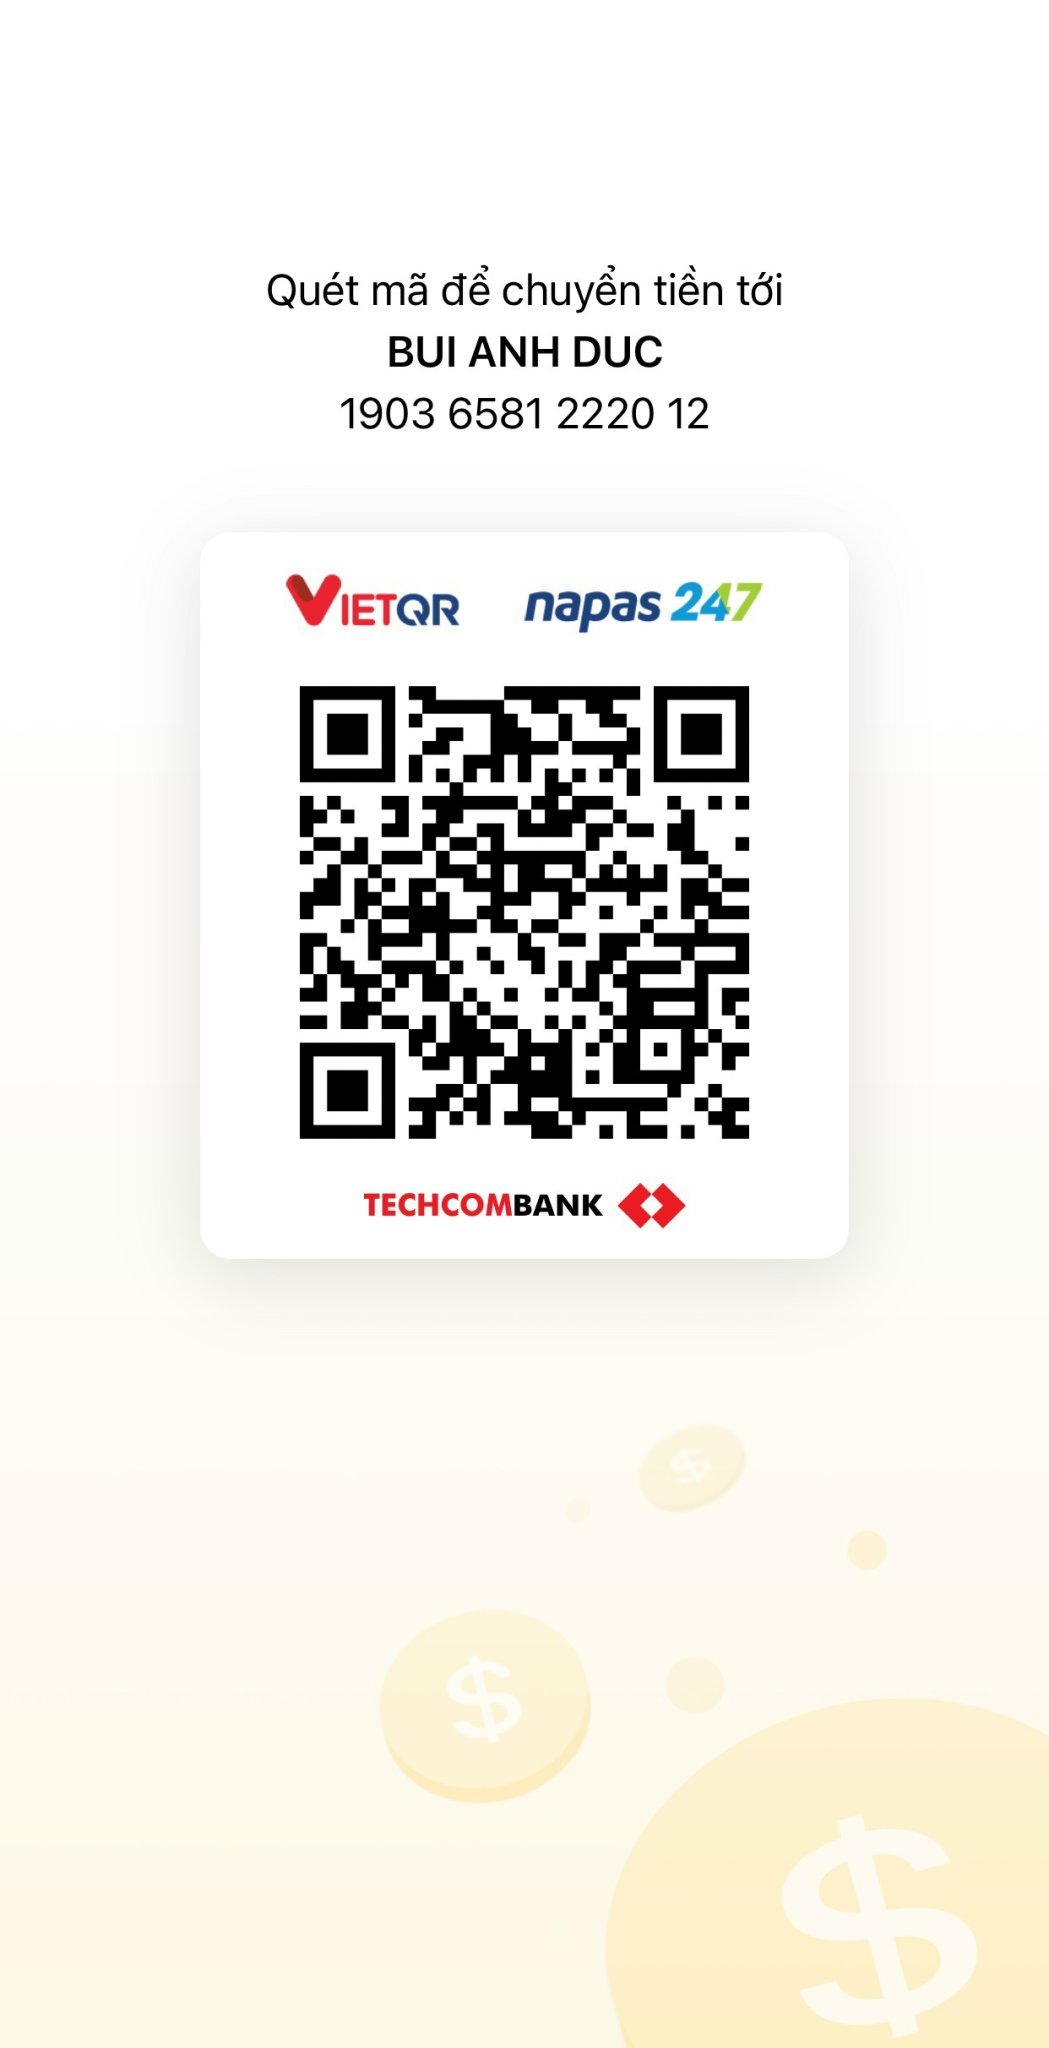 Quét mã để chuyển tiền tới
BUI ANH DUC
1903 6581 2220 12
VIETQR napas 247
TECHCOMBANK
$
$
$